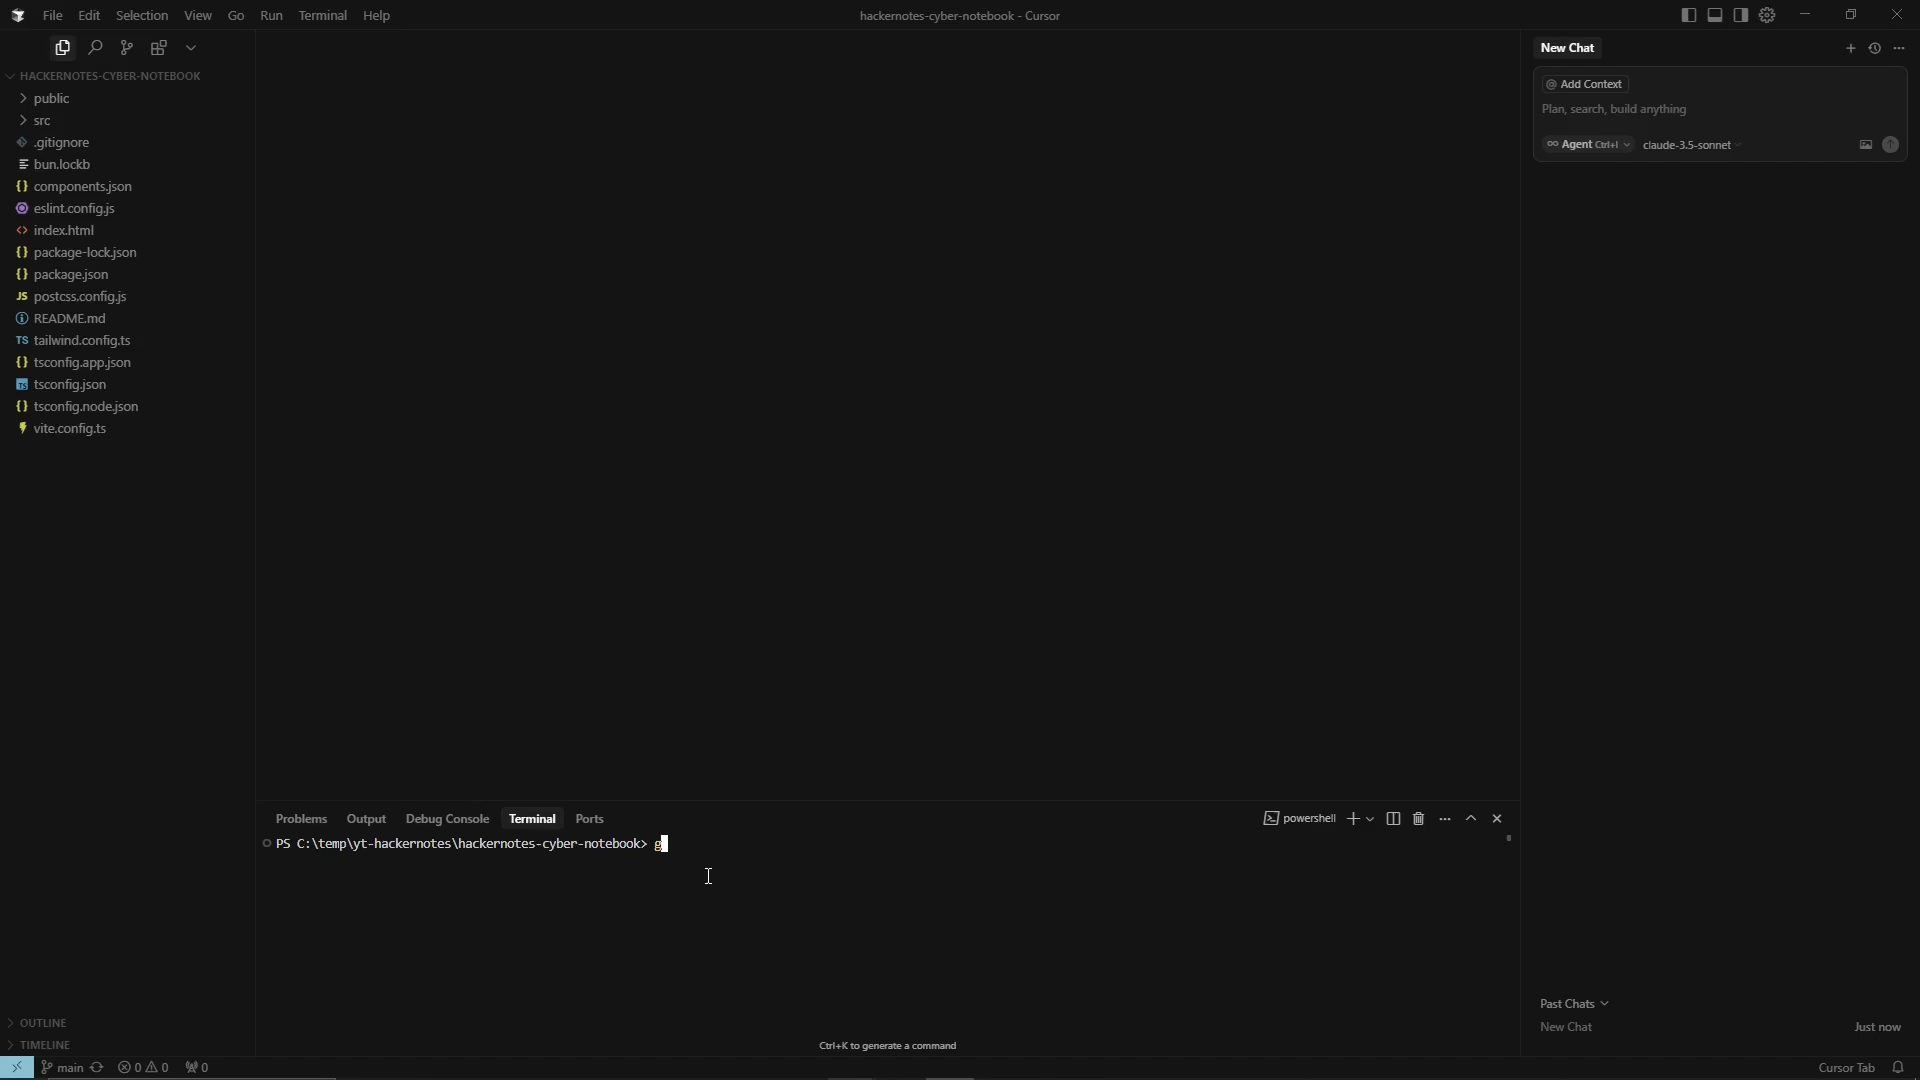 File Edit Selection View Go Run Terminal Help
hackernotes-cyber-notebook - Cursor
HACKERNOTES-CYBER-NOTEBOOK
public
src
.gitignore
bun.lockb
components.json
eslint.config.js
index.html
package-lock.json
package.json
postcss.config.js
README.md
tailwind.config.ts
tsconfig.app.json
tsconfig.json
tsconfig.node.json
vite.config.ts
OUTLINE
TIMELINE
Problems Output Debug Console Terminal Ports
powershell
PS C:\temp\yt-hackernotes\hackernotes-cyber-notebook> g
Ctrl+K to generate a command
New Chat
@ Add Context
Plan, search, build anything
Agent Ctrl+I claude-3.5-sonnet
Past Chats
New Chat Just now
main 0 0 0
Cursor Tab